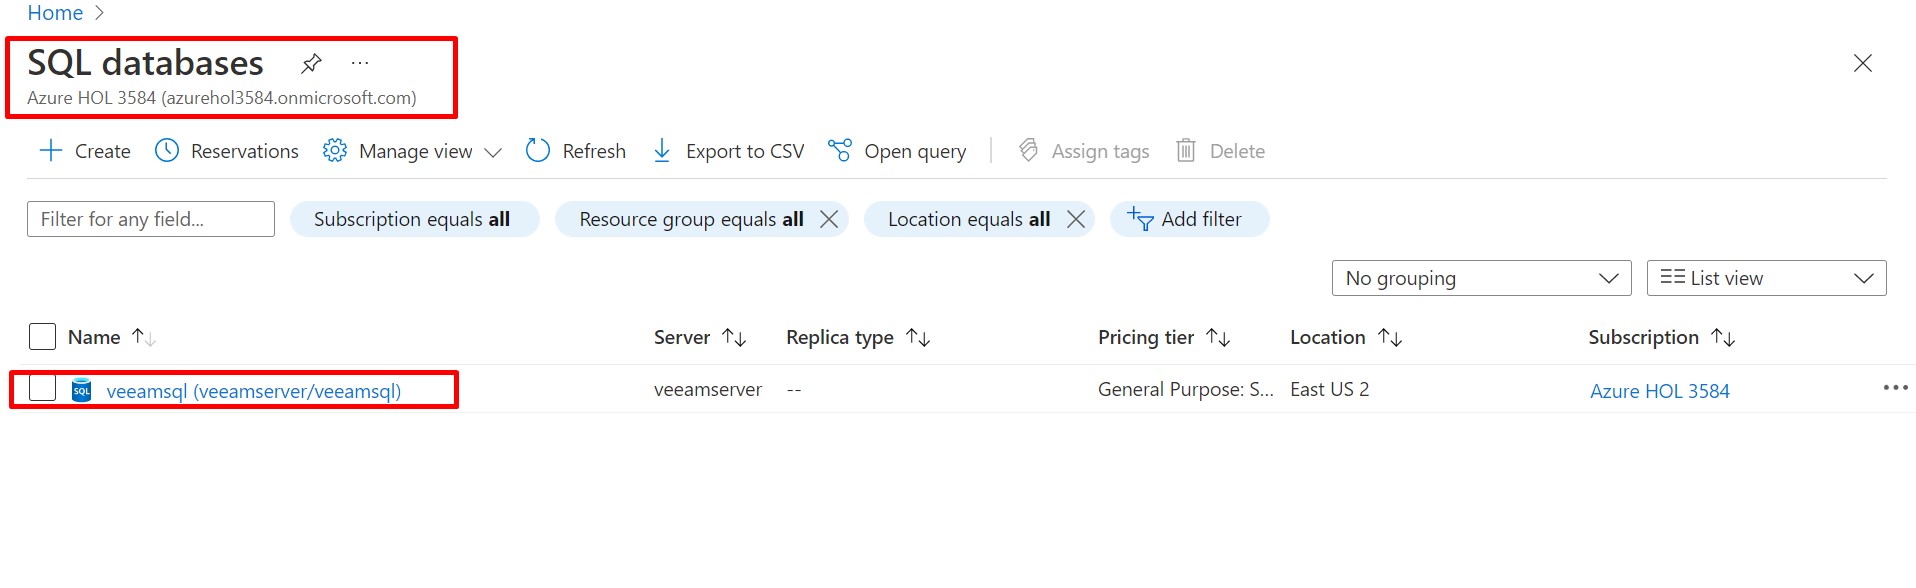 Home
SQL databases ...
Azure HOL 3584 (azurehol3584.onmicrosoft.com)
Create Reservations Manage view Refresh Export to CSV Open query Assign tags Delete
Filter for any field... Subscription equals all Resource group equals all Location equals all Add filter
No grouping List view
Name Server Replica type Pricing tier Location Subscription
SQL veeamsql (veeamserver/veeamsql) veeamserver -- General Purpose: S... East US 2 Azure HOL 3584 ...